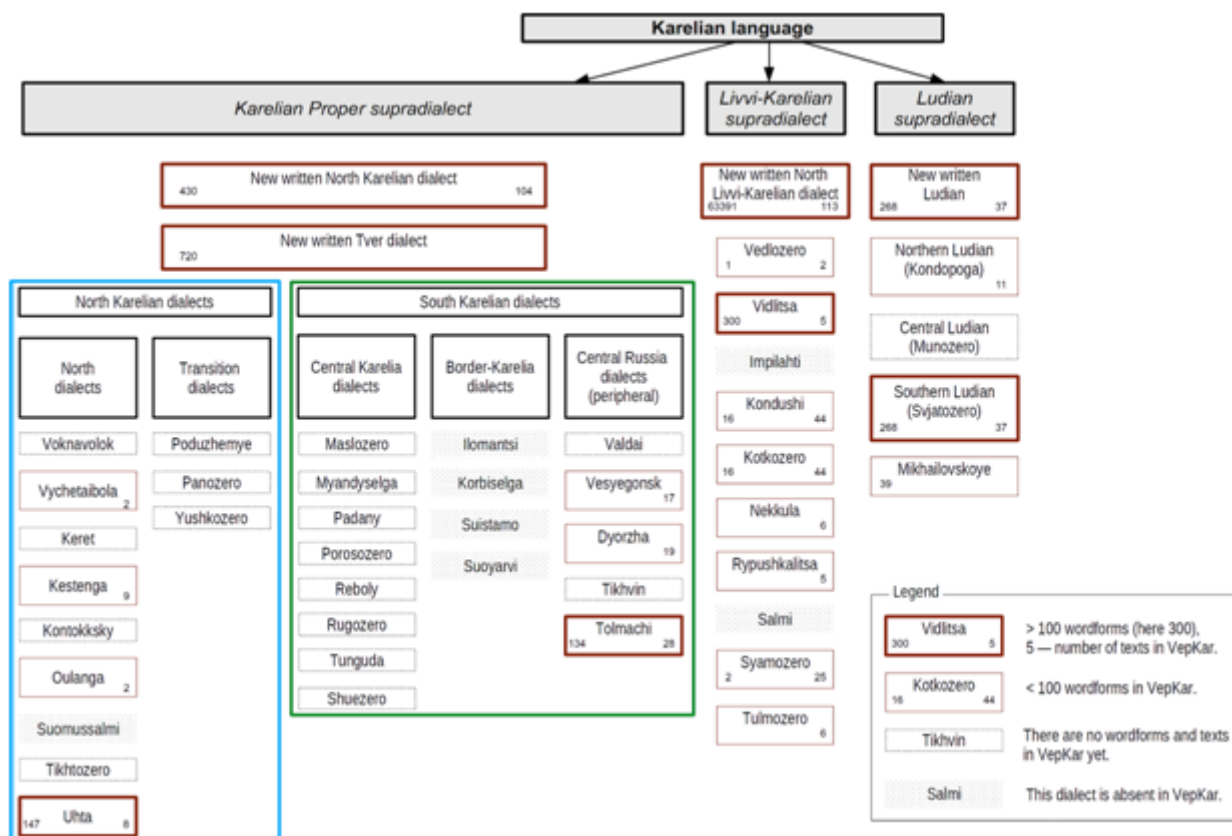 Karelian language
Karelian Proper supradialect
Livvi-Karelian
supradialect
Ludian
supradialect
New written North Karelian dialect
430 104
New written Tver dialect
720
New written North
Livvi-Karelian dialect
63391 113
New written
Ludian
268 37
North Karelian dialects
North
dialects
Transition
dialects
Voknavolok
Vychetaibola
2
Keret
Kestenga
9
Kontokksky
Oulanga
2
Suomussalmi
Tikhtozero
Uhta
147 8
Poduzhemye
Panozero
Yushkozero
South Karelian dialects
Central Karelia
dialects
Border-Karelia
dialects
Central Russia
dialects
(peripheral)
Maslozero
Myandyselga
Padany
Porosozero
Reboly
Rugozero
Tunguda
Shuezero
Ilomantsi
Korbiselga
Suistamo
Suoyarvi
Valdai
Vesyegonsk
17
Dyorzha
19
Tikhvin
Tolmachi
134 28
Vedlozero
1 2
Vidlitsa
300 5
Impilahti
Kondushi
16 44
Kotkozero
16 44
Nekkula
6
Rypushkalitsa
5
Salmi
Syamozero
2 25
Tulmozero
6
Northern Ludian
(Kondopoga)
11
Central Ludian
(Munozero)
Southern Ludian
(Svjatozero)
268 37
Mikhailovskoye
39
Legend
Vidlitsa
300 5
> 100 wordforms (here 300),
5 — number of texts in VepKar.
Kotkozero
16 44
< 100 wordforms in VepKar.
Tikhvin
There are no wordforms and texts
in VepKar yet.
Salmi
This dialect is absent in VepKar.